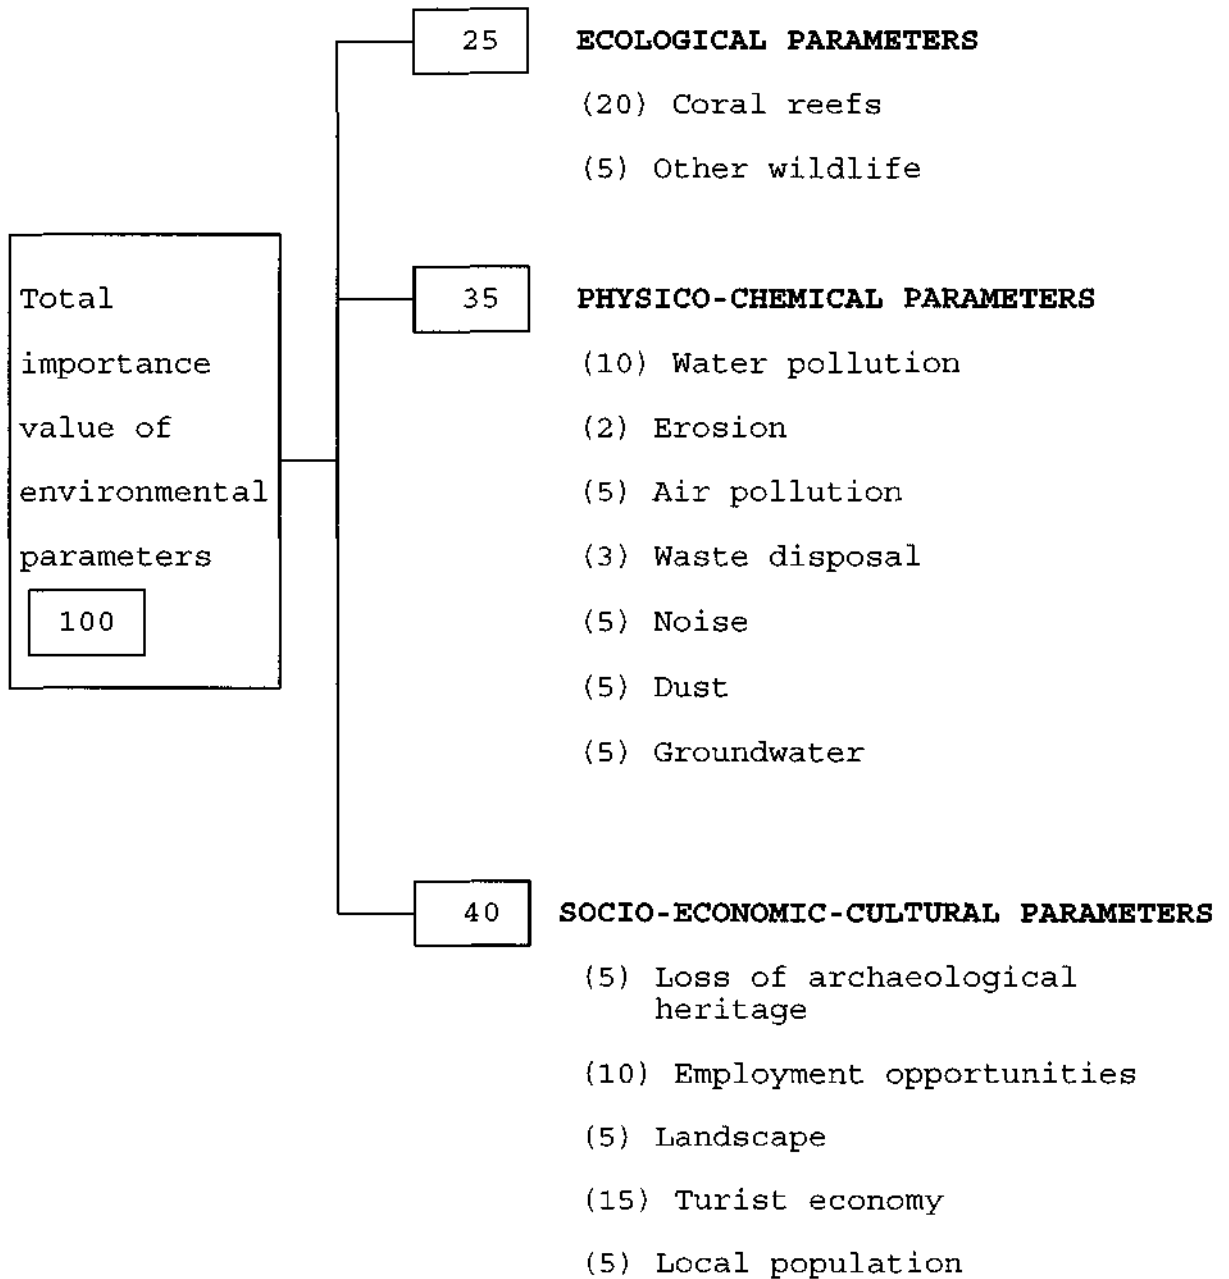 25 ECOLOGICAL PARAMETERS
(20) Coral reefs
(5) Other wildlife
Total
importance
value of
environmental
parameters
100
35 PHYSICO-CHEMICAL PARAMETERS
(10) Water pollution
(2) Erosion
(5) Air pollution
(3) Waste disposal
(5) Noise
(5) Dust
(5) Groundwater
40 SOCIO-ECONOMIC-CULTURAL PARAMETERS
(5) Loss of archaeological
heritage
(10) Employment opportunities
(5) Landscape
(15) Turist economy
(5) Local population